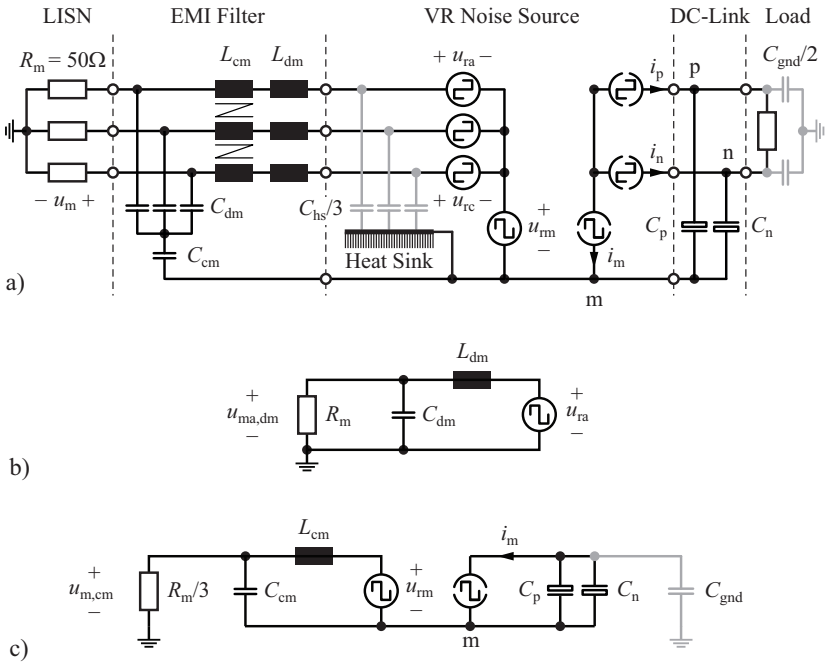 LISN EMI Filter VR Noise Source DC-Link Load
Rm = 50Ω Lcm Ldm + ura – Cgnd/2
ip p
in n
– um + Cdm Chs/3 + urc – + urm – Cp Cn
Ccm Heat Sink im
a) m
Ldm
+ uma,dm – Rm Cdm + ura –
b)
Lcm im
+ um,cm – Rm/3 Ccm + urm – Cp Cn Cgnd
c) m